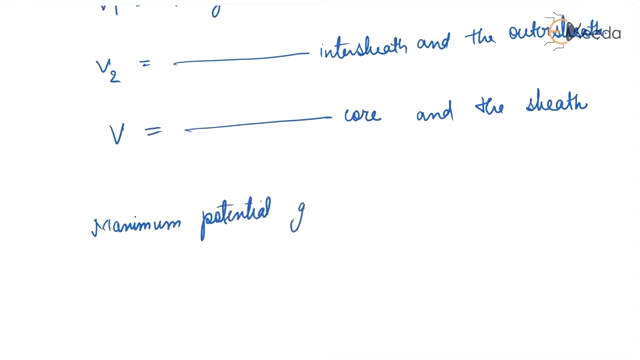 V2 = ———— intersheath and the outer sheath
V = ———— core and the sheath
Maximum potential g